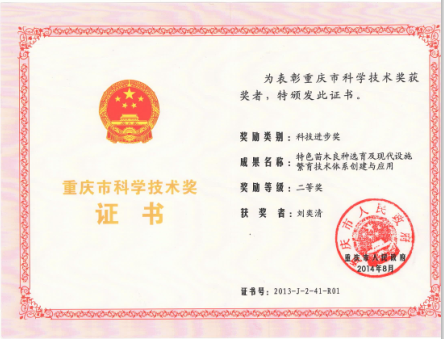 重庆市科学技术奖
证书
为表彰重庆市科学技术奖获
奖者，特颁发此证书。
奖励类别：科技进步奖
成果名称：特色苗木良种选育及现代设施
繁育技术体系创建与应用
奖励等级：二等奖
获奖者：刘奕清
重庆市人民政府
重庆市人民政府
2014年8月
证书号：2013-J-2-41-R01